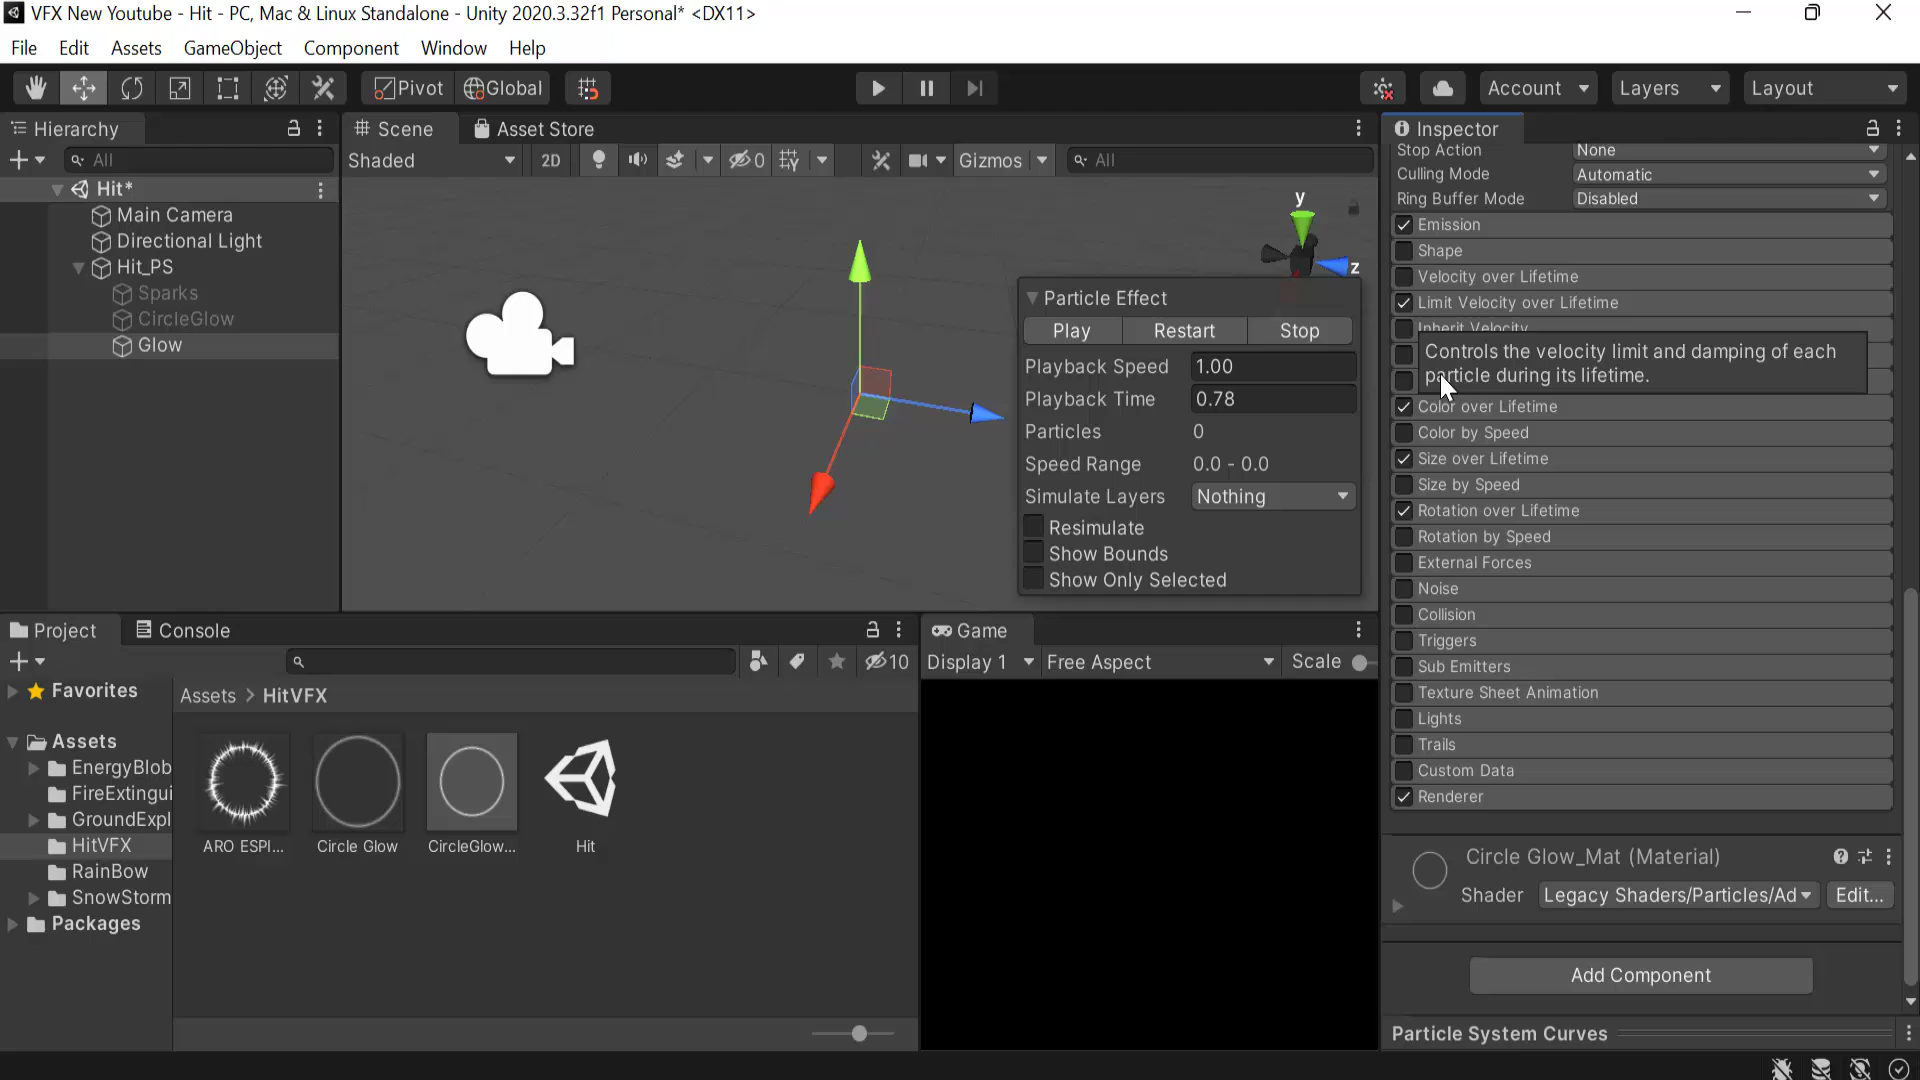 VFX New Youtube - Hit - PC, Mac & Linux Standalone - Unity 2020.3.32f1 Personal* <DX11>
File Edit Assets GameObject Component Window Help
Pivot Global Account Layers Layout
Hierarchy
All
Hit*
Main Camera
Directional Light
Hit_PS
Sparks
CircleGlow
Glow
Scene Asset Store
Shaded 2D 0 Gizmos All
y
z
Particle Effect
Play Restart Stop
Playback Speed 1.00
Playback Time 0.78
Particles 0
Speed Range 0.0 - 0.0
Simulate Layers Nothing
Resimulate
Show Bounds
Show Only Selected
Inspector
Stop Action None
Culling Mode Automatic
Ring Buffer Mode Disabled
Emission
Shape
Velocity over Lifetime
Limit Velocity over Lifetime
Inherit Velocity
Controls the velocity limit and damping of each
particle during its lifetime.
Color over Lifetime
Color by Speed
Size over Lifetime
Size by Speed
Rotation over Lifetime
Rotation by Speed
External Forces
Noise
Collision
Triggers
Sub Emitters
Texture Sheet Animation
Lights
Trails
Custom Data
Renderer
Circle Glow_Mat (Material)
Shader Legacy Shaders/Particles/Ad Edit...
Add Component
Particle System Curves
Project Console
10
Favorites
Assets
EnergyBlob
FireExtingui
GroundExpl
HitVFX
RainBow
SnowStorm
Packages
Assets > HitVFX
ARO ESPI... Circle Glow CircleGlow... Hit
Game
Display 1 Free Aspect Scale